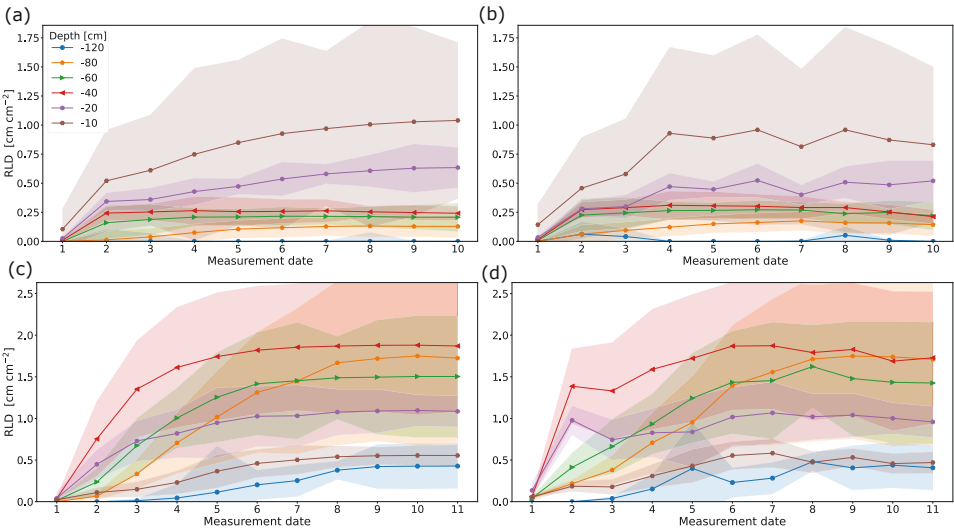 (a)
(b)
Depth [cm]
-120
-80
-60
-40
-20
-10
RLD [cm cm⁻²]
1.75
1.50
1.25
1.00
0.75
0.50
0.25
0.00
1 2 3 4 5 6 7 8 9 10
Measurement date
1.75
1.50
1.25
1.00
0.75
0.50
0.25
0.00
1 2 3 4 5 6 7 8 9 10
Measurement date
(c)
(d)
RLD [cm cm⁻²]
2.5
2.0
1.5
1.0
0.5
0.0
1 2 3 4 5 6 7 8 9 10 11
Measurement date
RLD [cm cm⁻²]
2.5
2.0
1.5
1.0
0.5
0.0
1 2 3 4 5 6 7 8 9 10 11
Measurement date